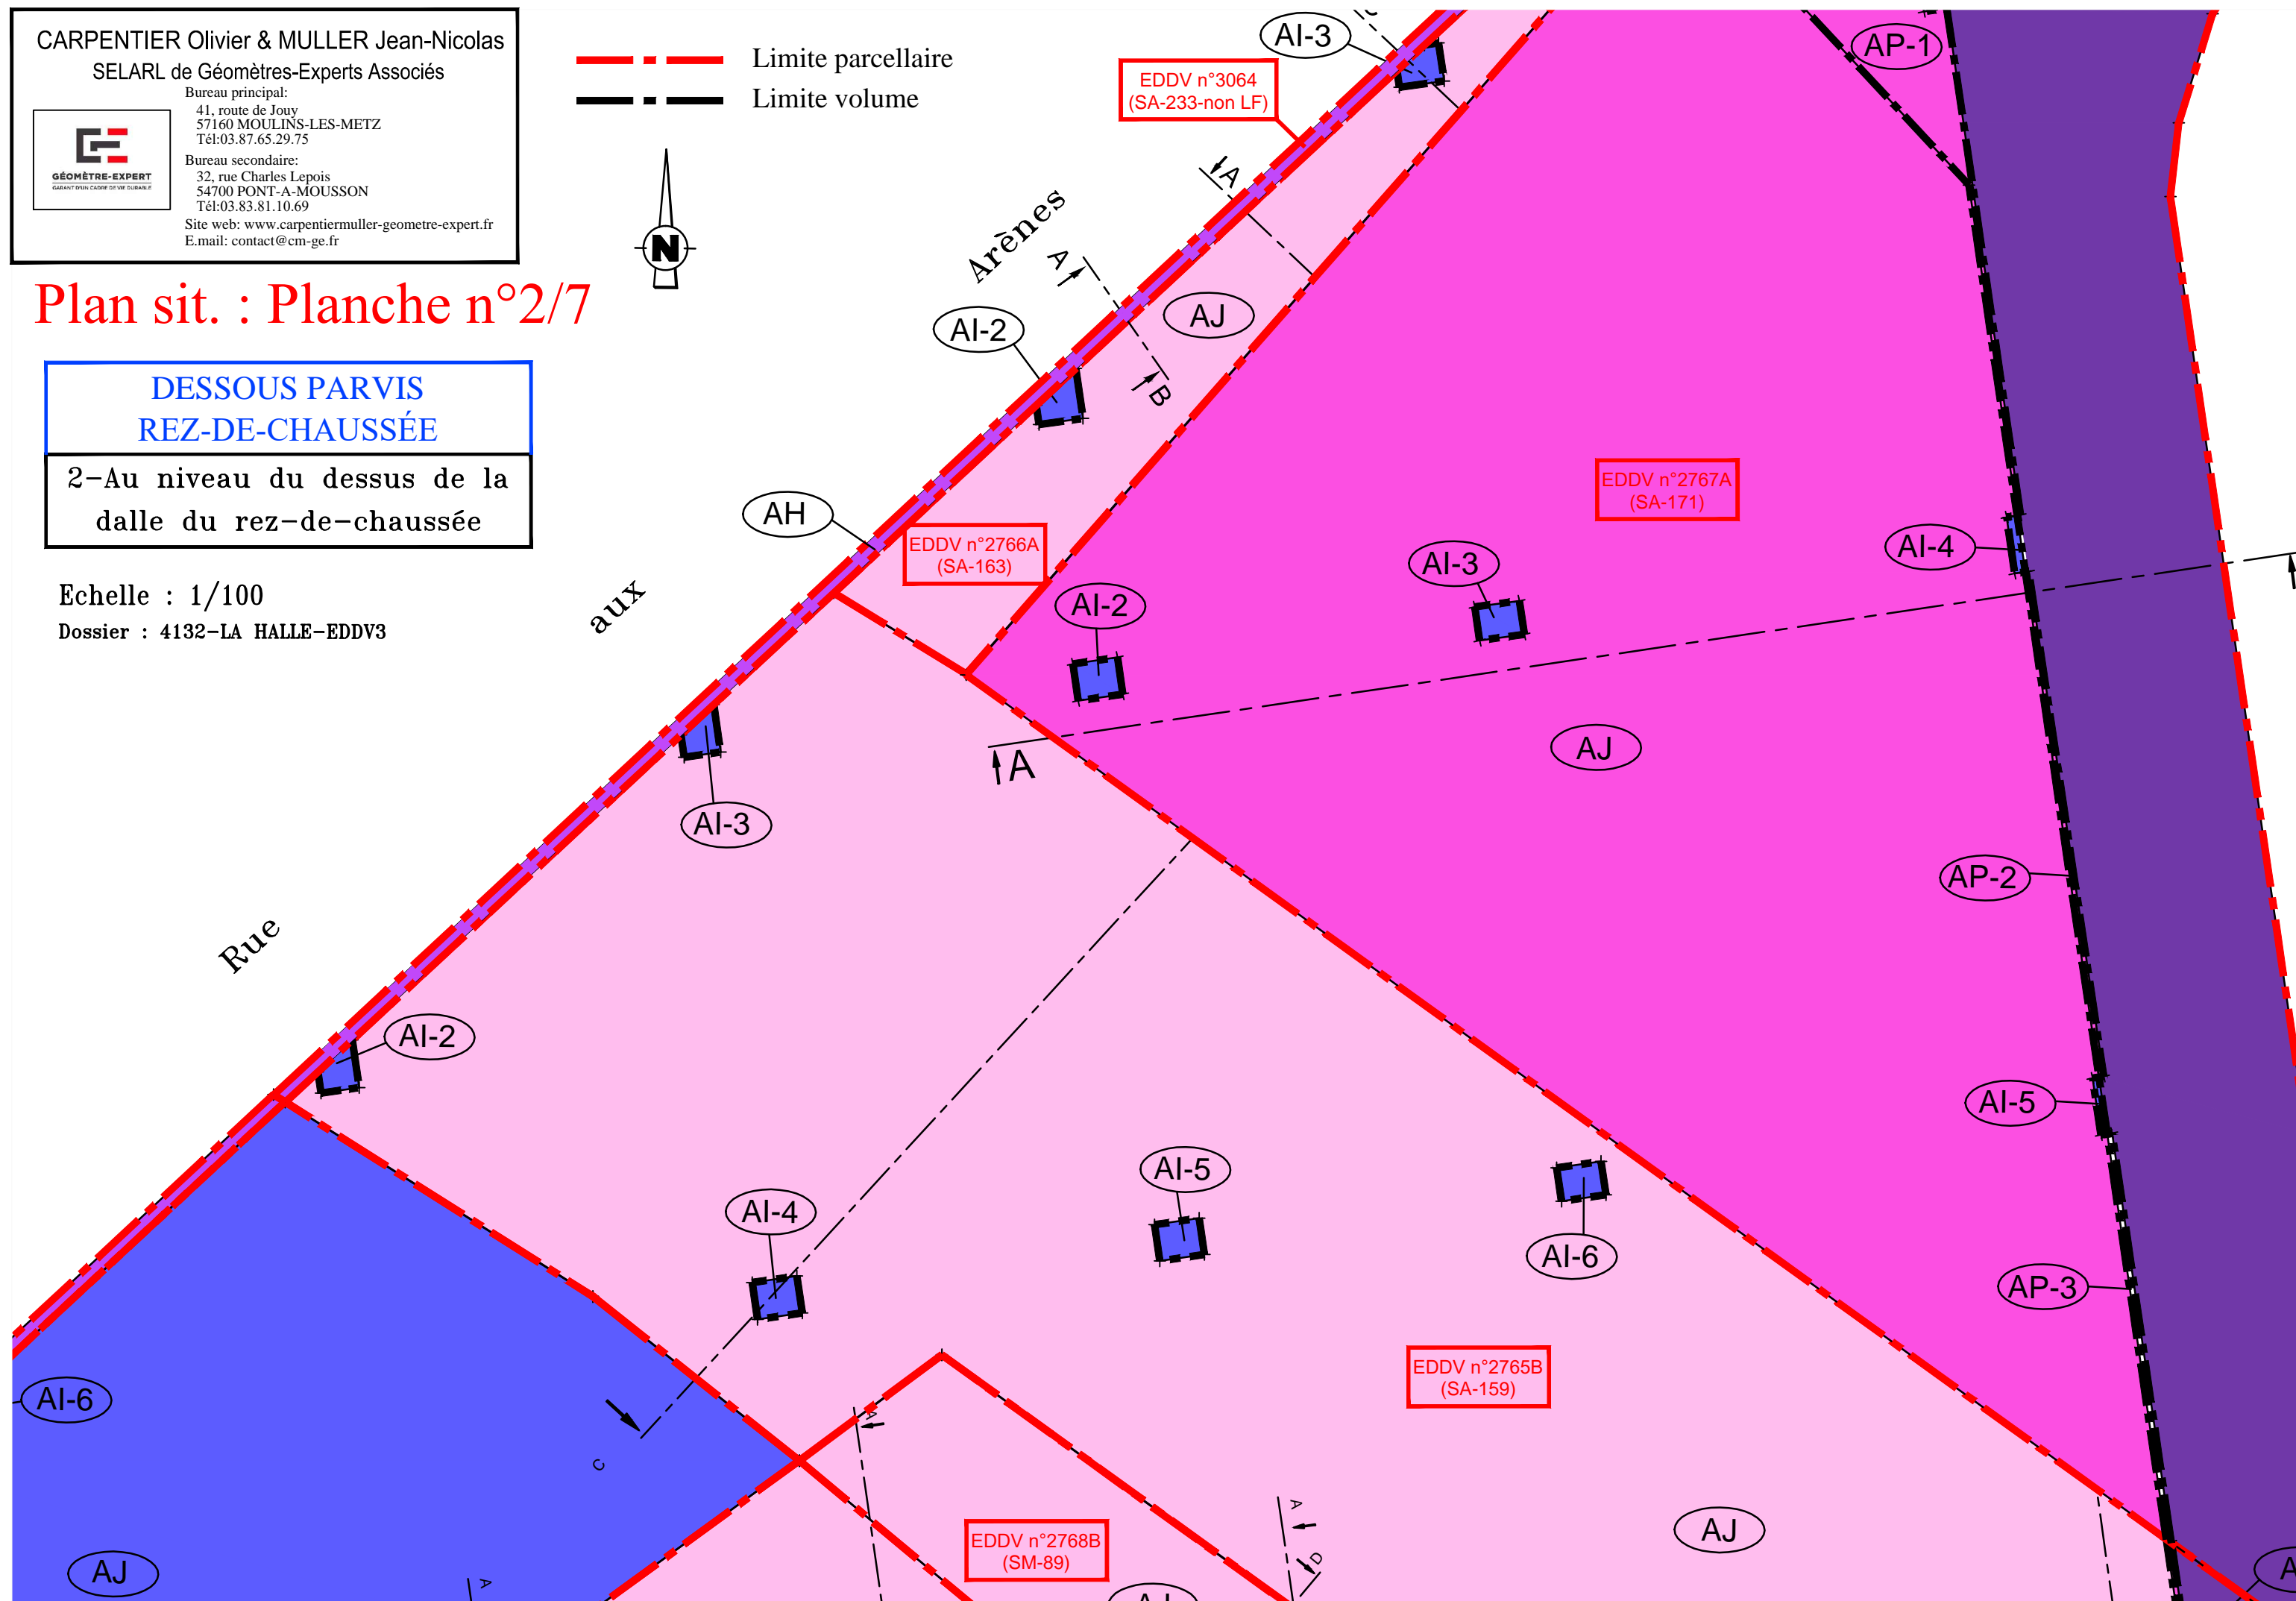 CARPENTIER Olivier & MULLER Jean-Nicolas
SELARL de Géomètres-Experts Associés
Bureau principal:
41, route de Jouy
57160 MOULINS-LES-METZ
Tél:03.87.65.29.75
Bureau secondaire:
32, rue Charles Lepois
54700 PONT-A-MOUSSON
Tél:03.83.81.10.69
Site web: www.carpentiermuller-geometre-expert.fr
E.mail: contact@cm-ge.fr
GÉOMÈTRE-EXPERT
GARANT D'UN CADRE DE VIE DURABLE
Limite parcellaire
Limite volume
N
Plan sit. : Planche n°2/7
DESSOUS PARVIS
REZ-DE-CHAUSSÉE
2-Au niveau du dessus de la
dalle du rez-de-chaussée
Echelle : 1/100
Dossier : 4132-LA HALLE-EDDV3
Rue aux Arènes
AI-3
EDDV n°3064
(SA-233-non LF)
AP-1
A
A
B
AI-2
AJ
AH
EDDV n°2766A
(SA-163)
EDDV n°2767A
(SA-171)
AI-2
AI-3
AI-4
A
AJ
AI-3
AP-2
AI-2
AI-5
AI-4
AI-5
AI-6
AP-3
EDDV n°2765B
(SA-159)
AI-6
C
A
EDDV n°2768B
(SM-89)
A
D
AJ
AJ
A